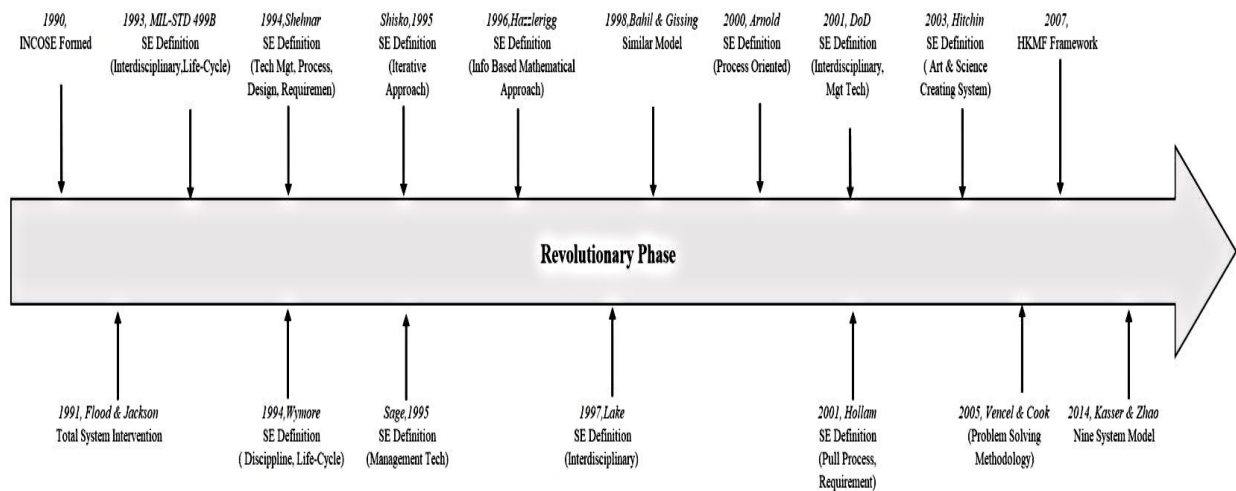 1990,
INCOSE Formed
1993, MIL-STD 499B
SE Definition
(Interdisciplinary,Life-Cycle)
1994,Shehnar
SE Definition
(Tech Mgt, Process,
Design, Requiremen)
Shisko,1995
SE Definition
(Iterative
Approach)
1996,Hazzlerigg
SE Definition
(Info Based Mathematical
Approach)
1998,Bahil & Gissing
Similar Model
2000, Arnold
SE Definition
(Process Oriented)
2001, DoD
SE Definition
(Interdisciplinary,
Mgt Tech)
2003, Hitchin
SE Definition
( Art & Science
Creating System)
2007,
HKMF Framework
Revolutionary Phase
1991, Flood & Jackson
Total System Intervention
1994,Wymore
SE Definition
( Discippline, Life-Cycle)
Sage,1995
SE Definition
(Management Tech)
1997,Lake
SE Definition
(Interdisciplinary)
2001, Hollam
SE Definition
(Pull Process,
Requirement)
2005, Vencel & Cook
(Problem Solving
Methodology)
2014, Kasser & Zhao
Nine System Model